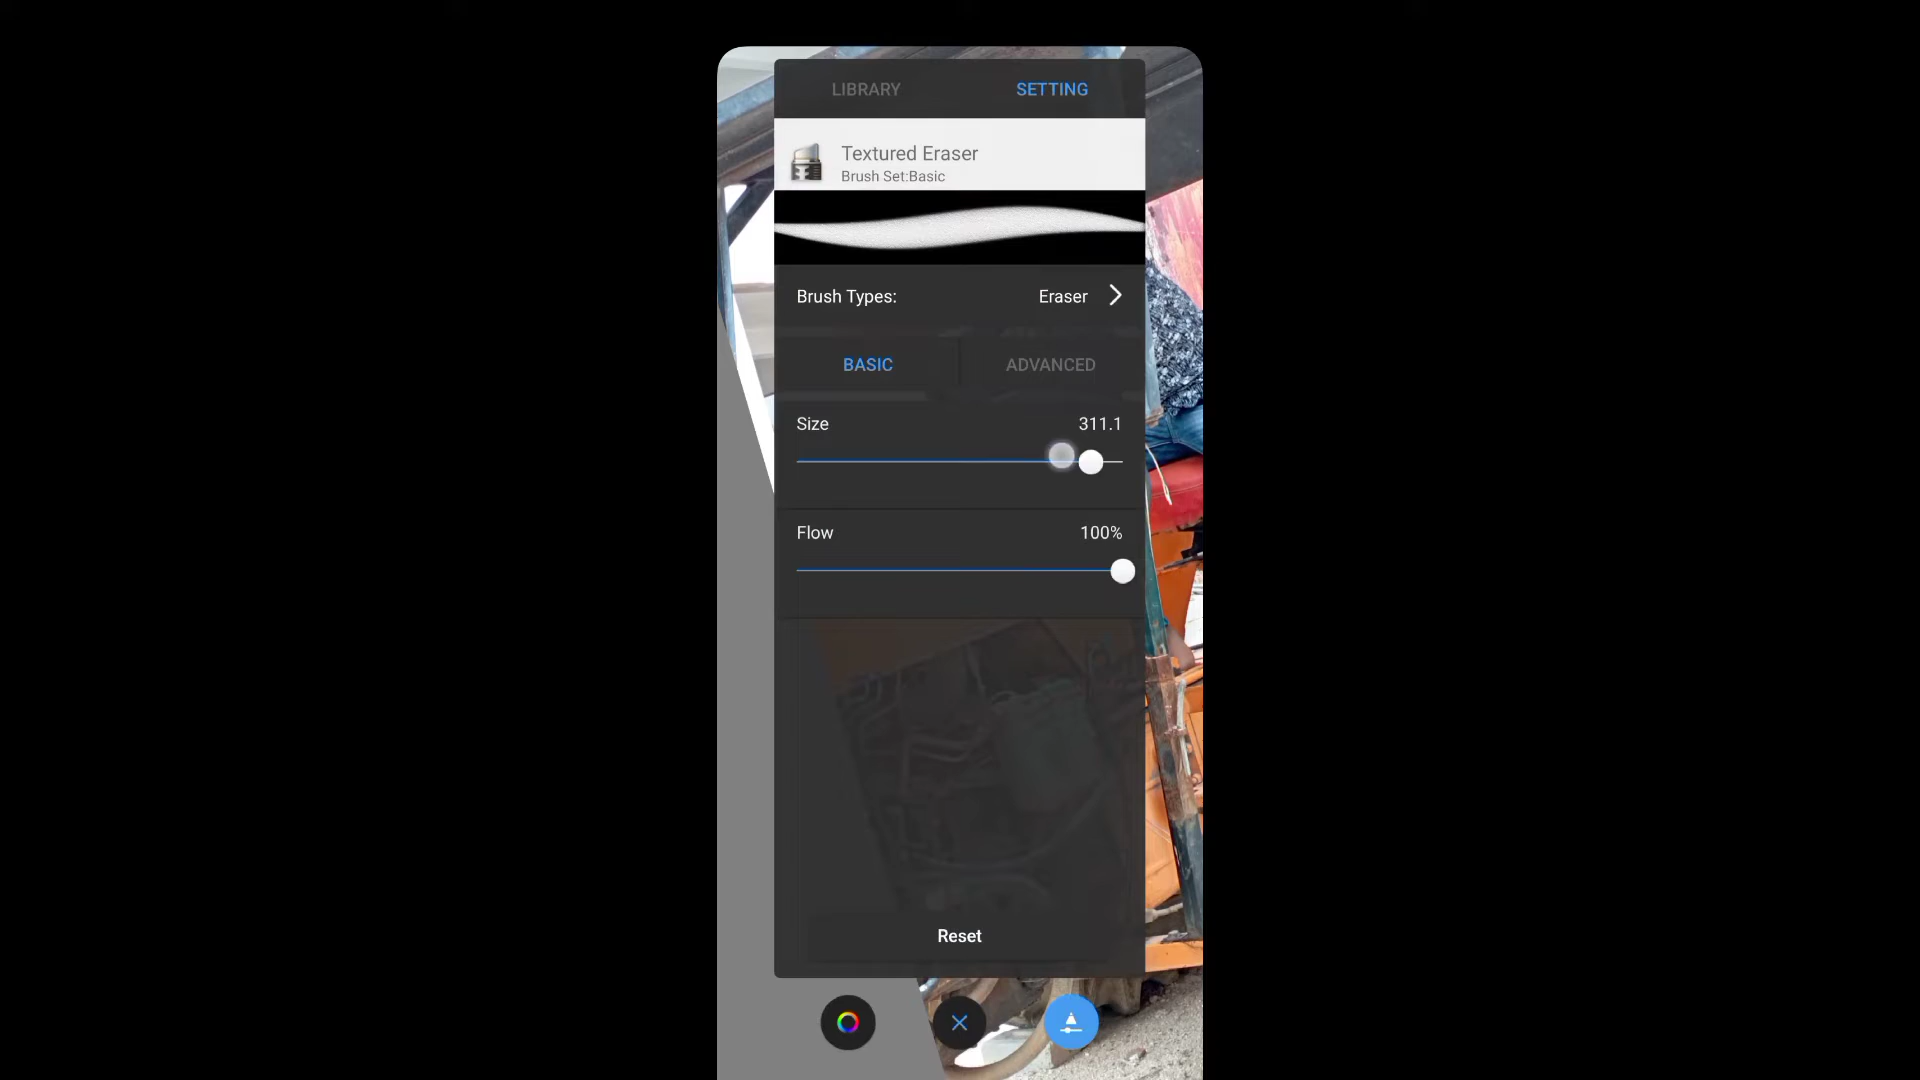 LIBRARY SETTING
Textured Eraser
Brush Set:Basic
Brush Types: Eraser
BASIC ADVANCED
Size 311.1
Flow 100%
Reset